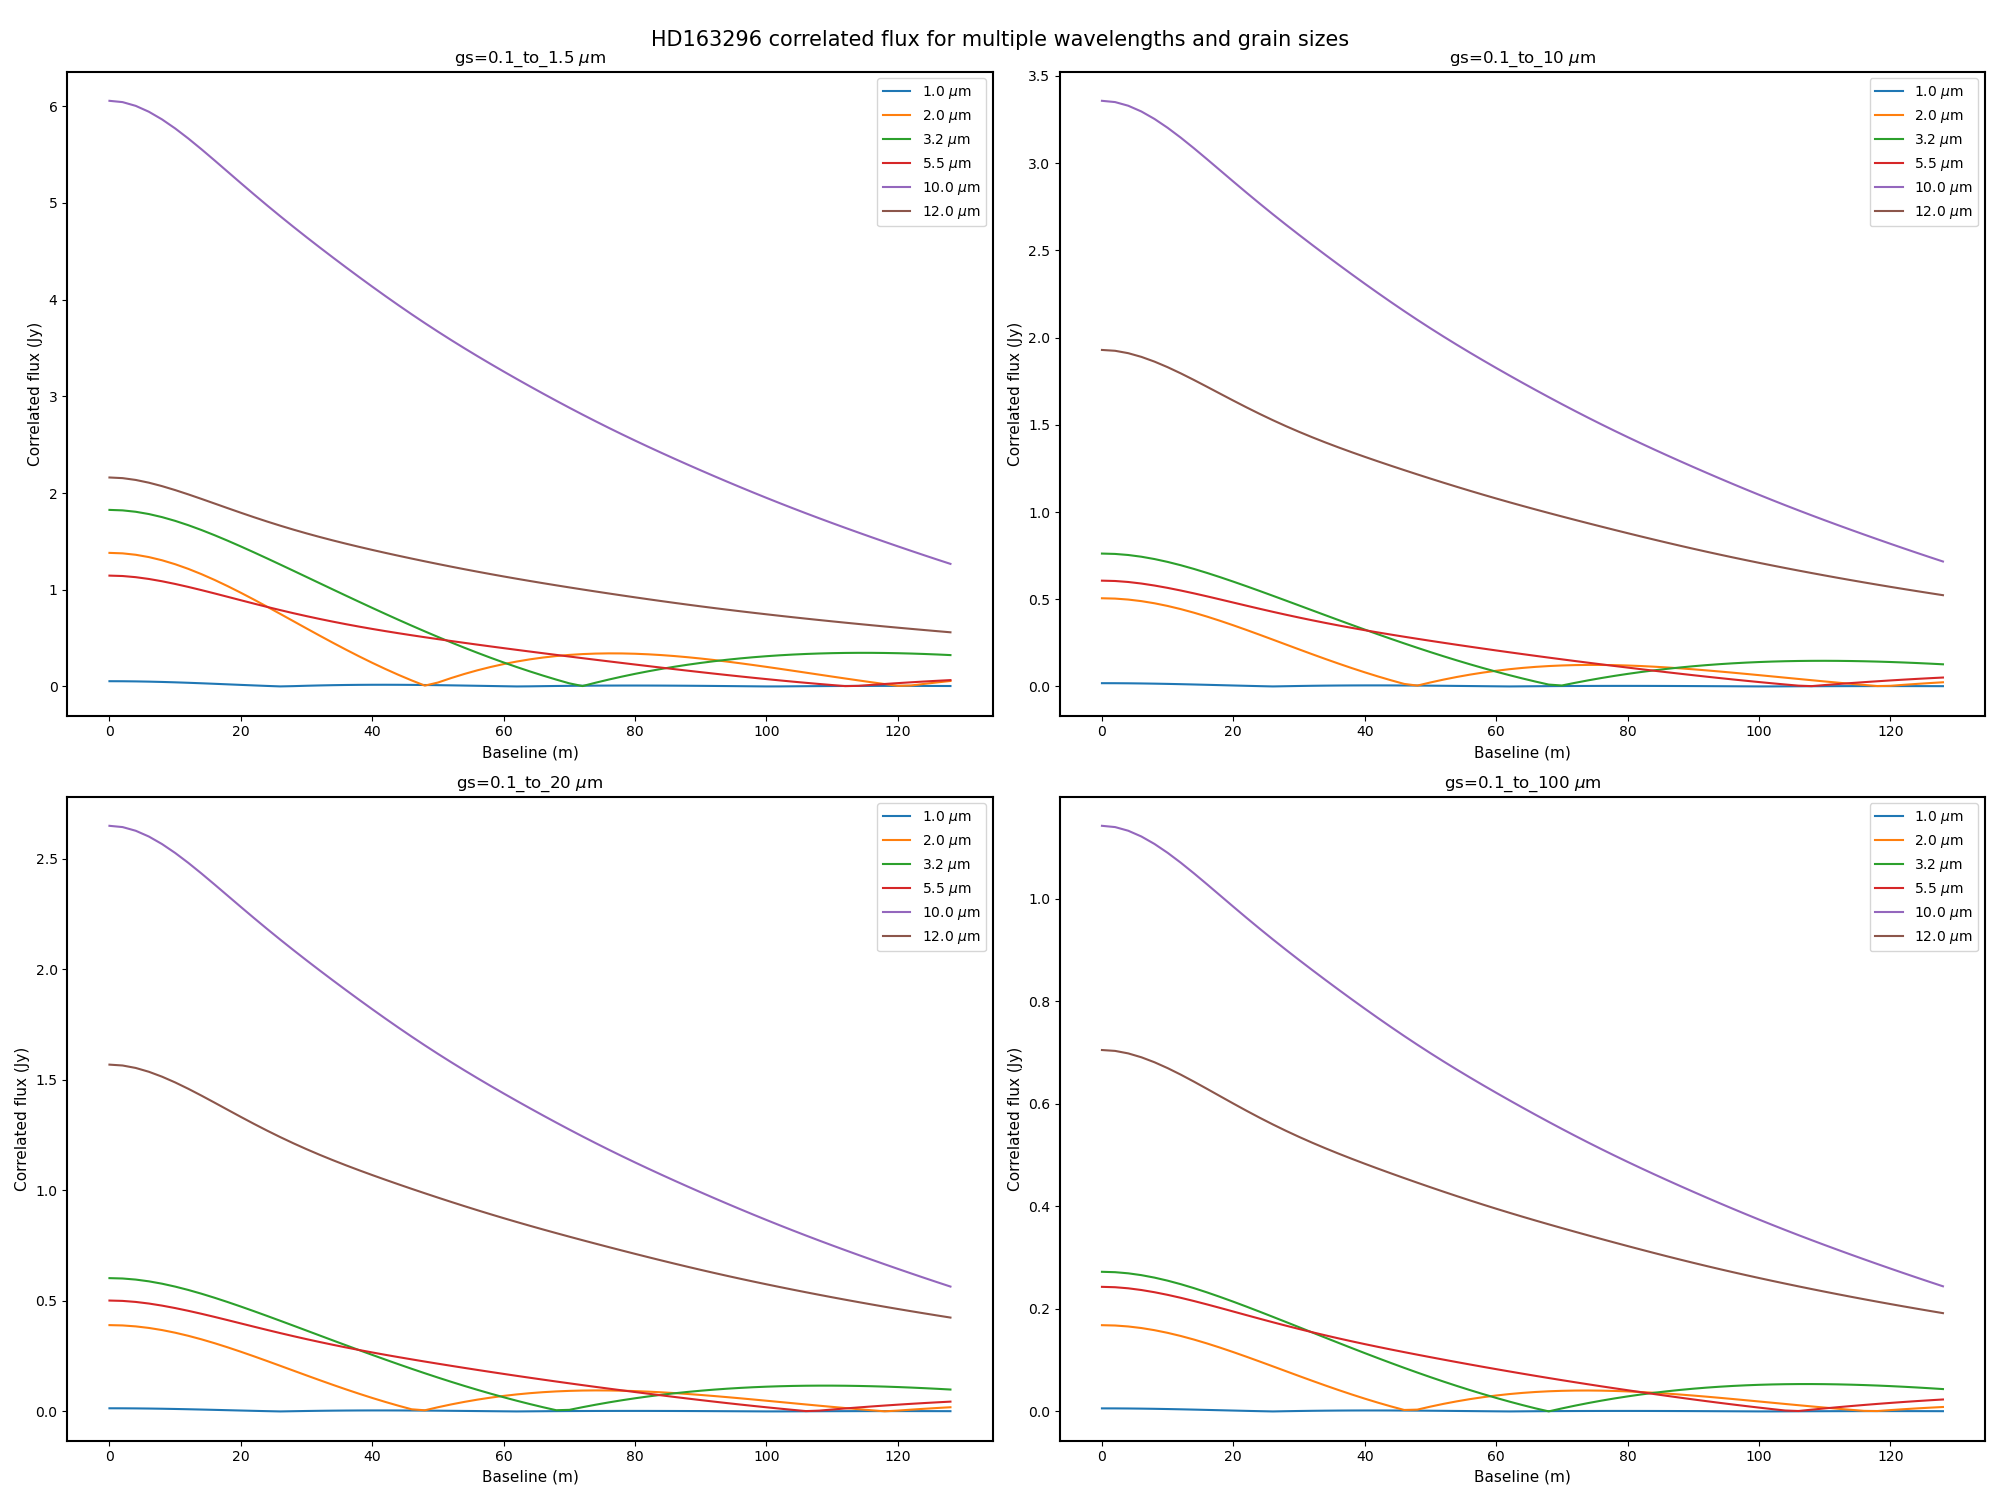 HD163296 correlated flux for multiple wavelengths and grain sizes
gs=0.1_to_1.5 μm
6
5
4
3
2
1
0
Correlated flux (Jy)
0 20 40 60 80 100 120
Baseline (m)
1.0 μm
2.0 μm
3.2 μm
5.5 μm
10.0 μm
12.0 μm
gs=0.1_to_10 μm
3.5
3.0
2.5
2.0
1.5
1.0
0.5
0.0
Correlated flux (Jy)
0 20 40 60 80 100 120
Baseline (m)
1.0 μm
2.0 μm
3.2 μm
5.5 μm
10.0 μm
12.0 μm
gs=0.1_to_20 μm
2.5
2.0
1.5
1.0
0.5
0.0
Correlated flux (Jy)
0 20 40 60 80 100 120
Baseline (m)
1.0 μm
2.0 μm
3.2 μm
5.5 μm
10.0 μm
12.0 μm
gs=0.1_to_100 μm
1.0
0.8
0.6
0.4
0.2
0.0
Correlated flux (Jy)
0 20 40 60 80 100 120
Baseline (m)
1.0 μm
2.0 μm
3.2 μm
5.5 μm
10.0 μm
12.0 μm